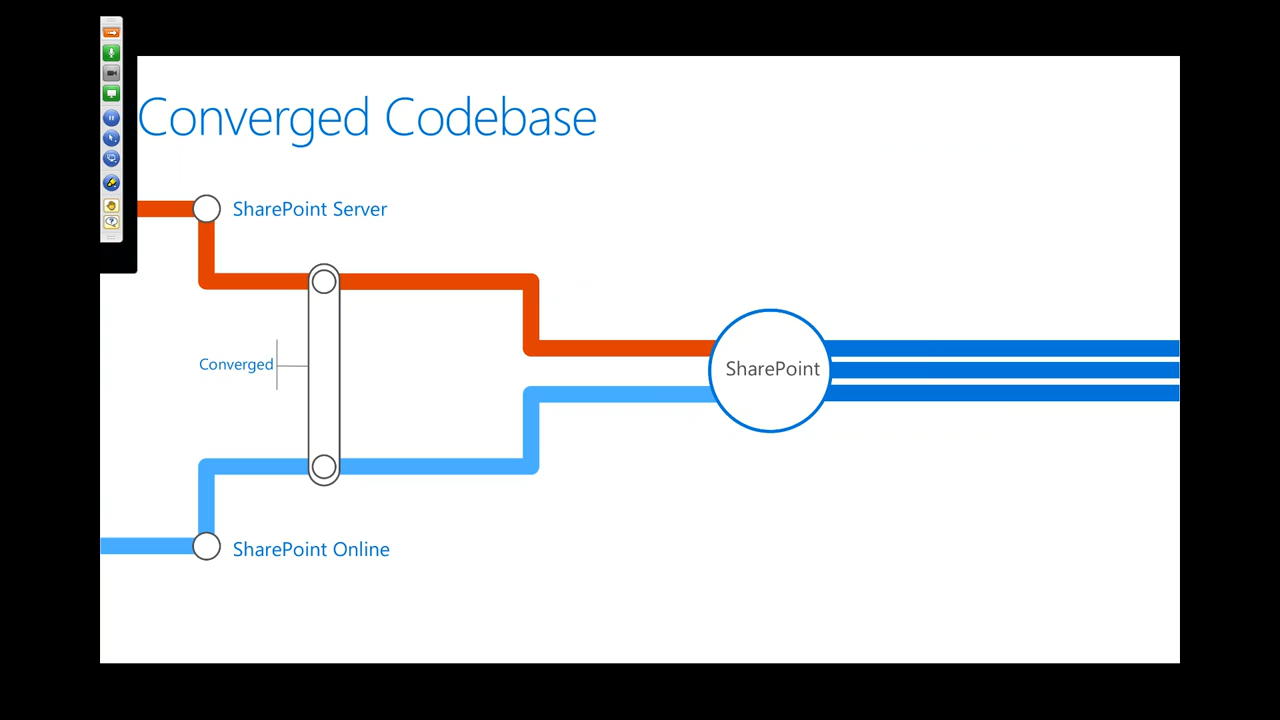 Converged Codebase
SharePoint Server
Converged
SharePoint
SharePoint Online